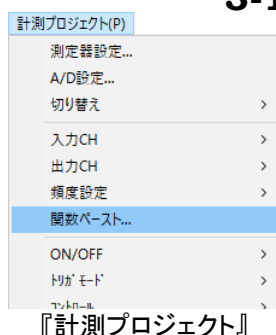 計測プロジェクト(P)
測定器設定...
A/D設定...
切り替え >
入力CH >
出力CH >
頻度設定 >
関数ペースト...
ON/OFF >
ﾄﾘｶﾞﾓｰﾄﾞ >
『計測プロジェクト』